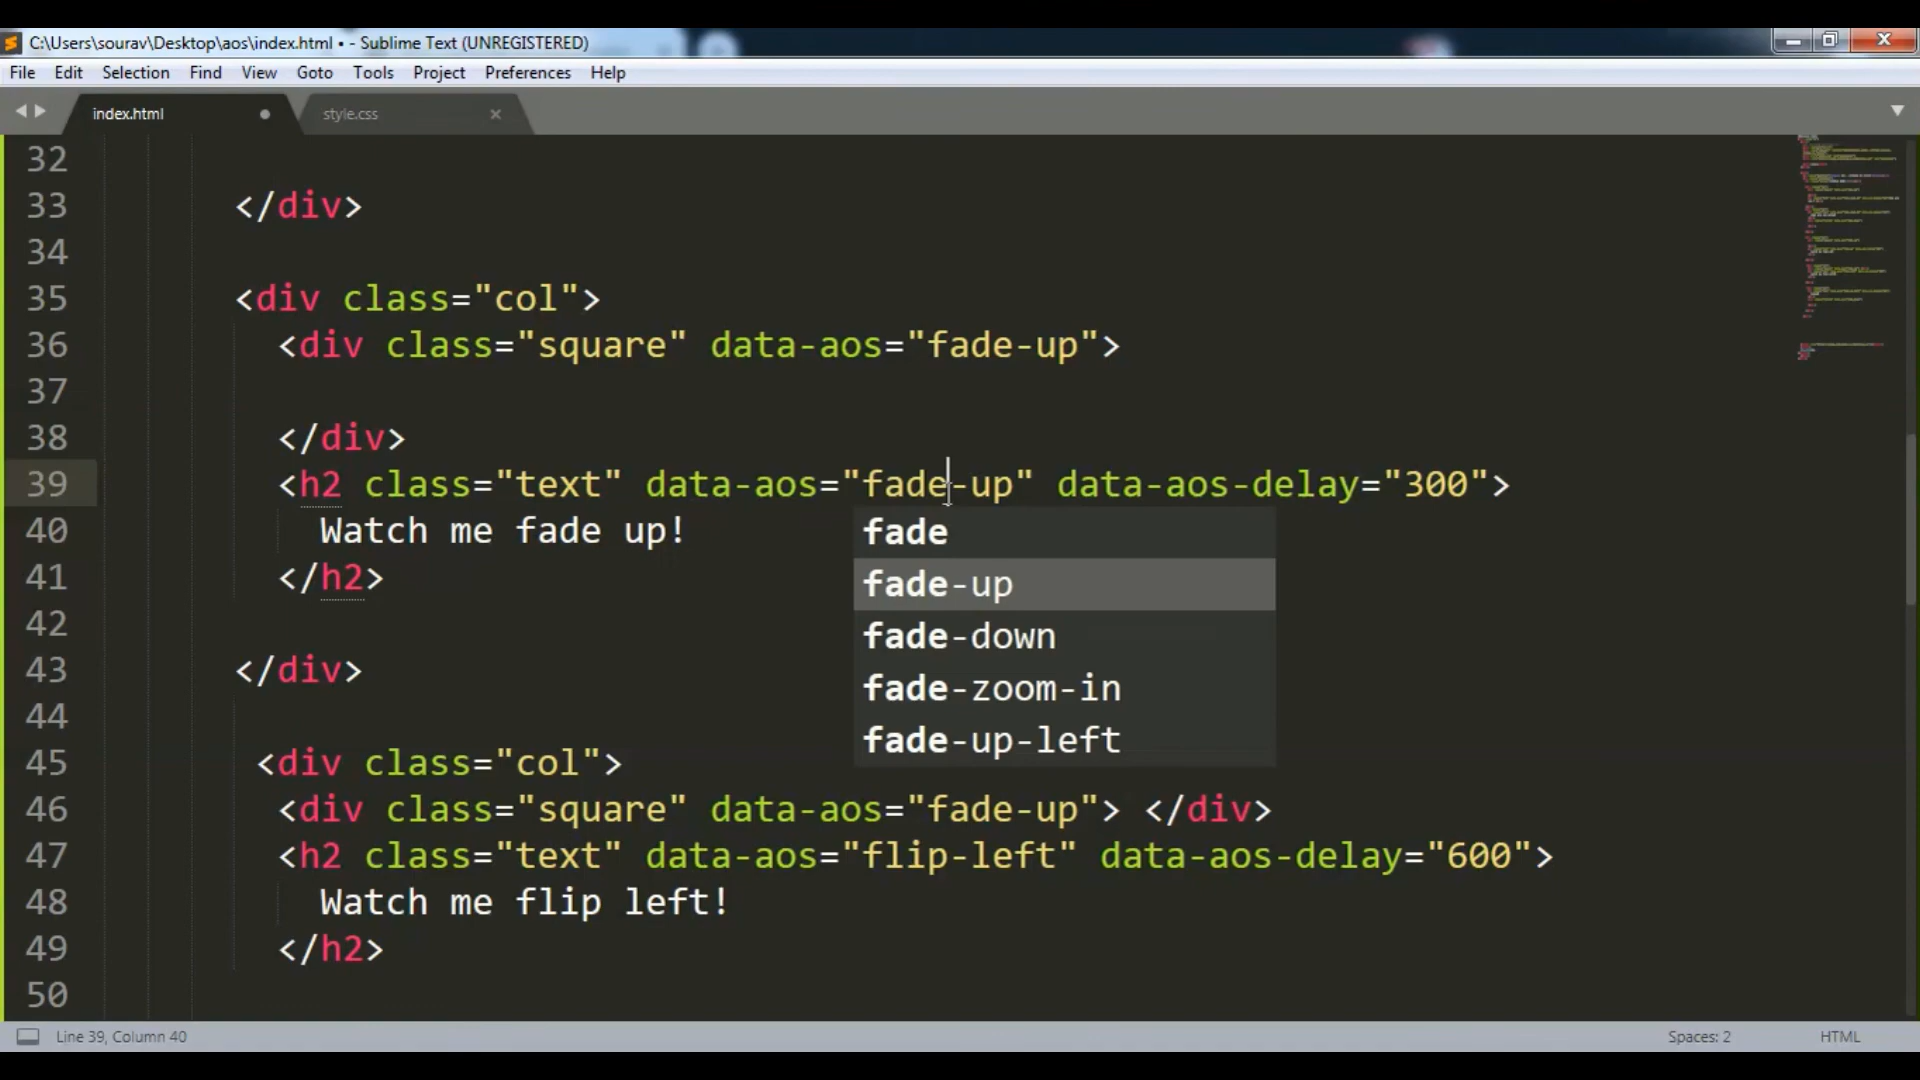 C:\Users\sourav\Desktop\aos\index.html • - Sublime Text (UNREGISTERED)
File Edit Selection Find View Goto Tools Project Preferences Help
index.html style.css
32
33 </div>
34
35 <div class="col">
36 <div class="square" data-aos="fade-up">
37
38 </div>
39 <h2 class="text" data-aos="fade-up" data-aos-delay="300">
40 Watch me fade up!
fade
41 </h2>
fade-up
42
fade-down
43 </div>
fade-zoom-in
44
fade-up-left
45 <div class="col">
46 <div class="square" data-aos="fade-up"> </div>
47 <h2 class="text" data-aos="flip-left" data-aos-delay="600">
48 Watch me flip left!
49 </h2>
50
Line 39, Column 40 Spaces: 2 HTML